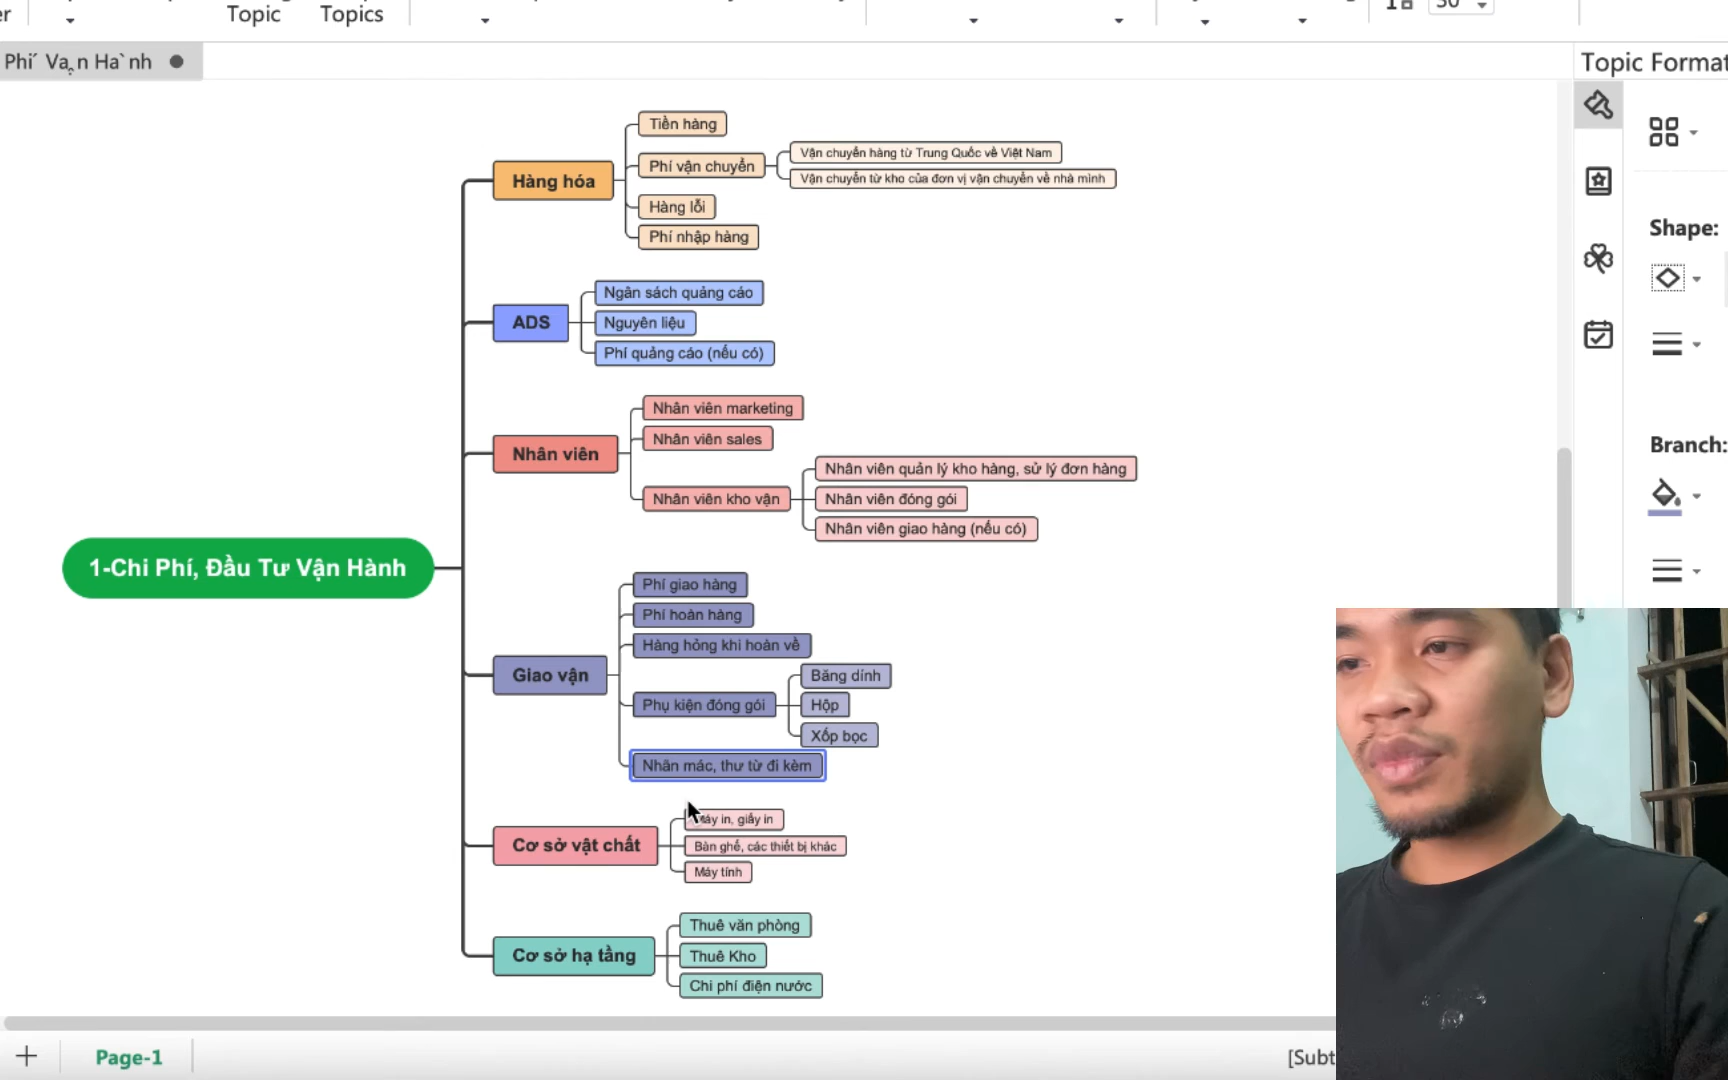 Topic
Topics
30
Phí Vận Hành
Topic Format
Tiền hàng
Vận chuyển hàng từ Trung Quốc về Việt Nam
Phí vận chuyển
Vận chuyển từ kho của đơn vị vận chuyển về nhà mình
Hàng hóa
Hàng lỗi
Phí nhập hàng
Shape:
Ngân sách quảng cáo
ADS
Nguyên liệu
Phí quảng cáo (nếu có)
Nhân viên marketing
Nhân viên sales
Branch:
Nhân viên
Nhân viên quản lý kho hàng, sử lý đơn hàng
Nhân viên kho vận
Nhân viên đóng gói
Nhân viên giao hàng (nếu có)
1-Chi Phí, Đầu Tư Vận Hành
Phí giao hàng
Phí hoàn hàng
Hàng hỏng khi hoàn về
Giao vận
Băng dính
Phụ kiện đóng gói
Hộp
Xốp bọc
Nhãn mác, thư từ đi kèm
Máy in, giấy in
Cơ sở vật chất
Bàn ghế, các thiết bị khác
Máy tính
Thuê văn phòng
Cơ sở hạ tầng
Thuê Kho
Chi phí điện nước
Page-1
[Subt